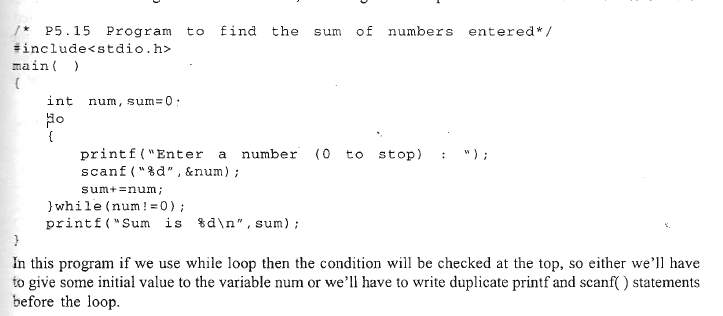 /* P5.15 Program to find the sum of numbers entered*/
#include<stdio.h>
main( )
{
int num,sum=0;
do
{
printf("Enter a number (0 to stop) : ");
scanf("%d",&num);
sum+=num;
}while(num!=0);
printf("Sum is %d\n",sum);
}
In this program if we use while loop then the condition will be checked at the top, so either we'll have
to give some initial value to the variable num or we'll have to write duplicate printf and scanf( ) statements
before the loop.